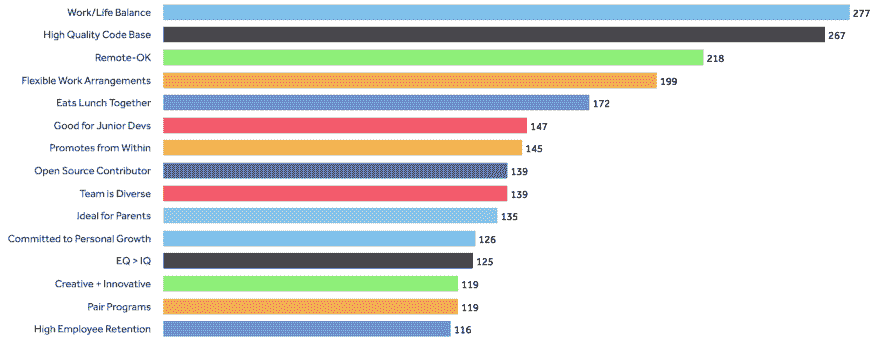 Work/Life Balance 277
High Quality Code Base 267
Remote-OK 218
Flexible Work Arrangements 199
Eats Lunch Together 172
Good for Junior Devs 147
Promotes from Within 145
Open Source Contributor 139
Team is Diverse 139
Ideal for Parents 135
Committed to Personal Growth 126
EQ > IQ 125
Creative + Innovative 119
Pair Programs 119
High Employee Retention 116